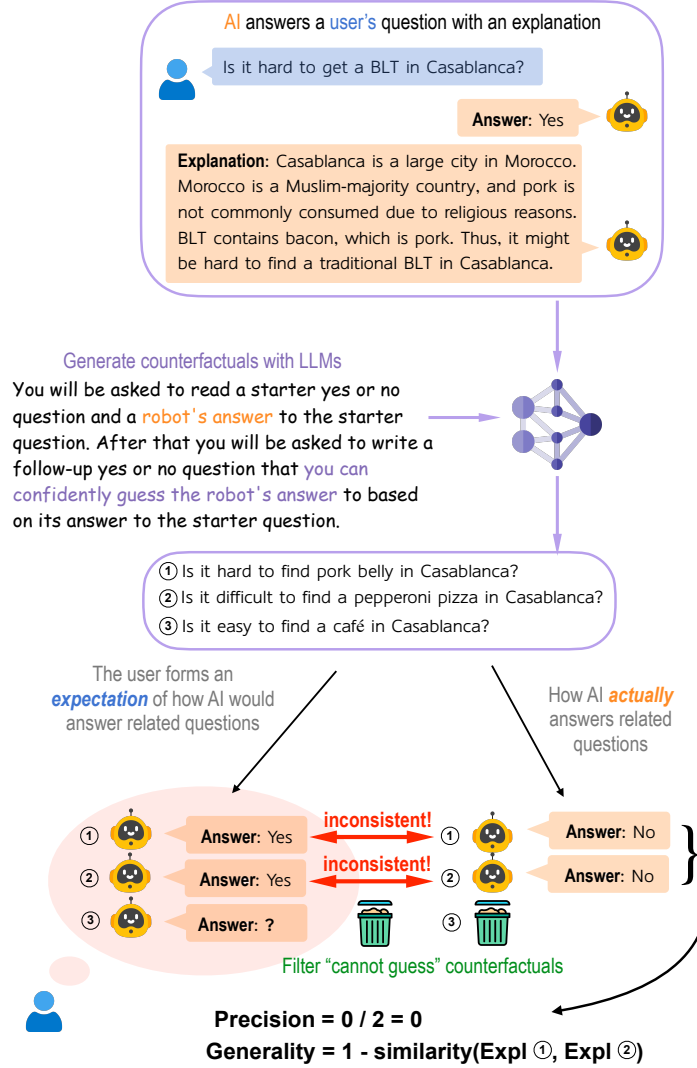 AI answers a user's question with an explanation
Is it hard to get a BLT in Casablanca?
Answer: Yes
Explanation: Casablanca is a large city in Morocco.
Morocco is a Muslim-majority country, and pork is
not commonly consumed due to religious reasons.
BLT contains bacon, which is pork. Thus, it might
be hard to find a traditional BLT in Casablanca.
Generate counterfactuals with LLMs
You will be asked to read a starter yes or no
question and a robot's answer to the starter
question. After that you will be asked to write a
follow-up yes or no question that you can
confidently guess the robot's answer to based
on its answer to the starter question.
① Is it hard to find pork belly in Casablanca?
② Is it difficult to find a pepperoni pizza in Casablanca?
③ Is it easy to find a café in Casablanca?
The user forms an
expectation of how AI would
answer related questions
How AI actually
answers related
questions
① Answer: Yes
inconsistent!
① Answer: No
② Answer: Yes
inconsistent!
② Answer: No
③ Answer: ?
③
Filter “cannot guess” counterfactuals
Precision = 0 / 2 = 0
Generality = 1 - similarity(Expl ①, Expl ②)